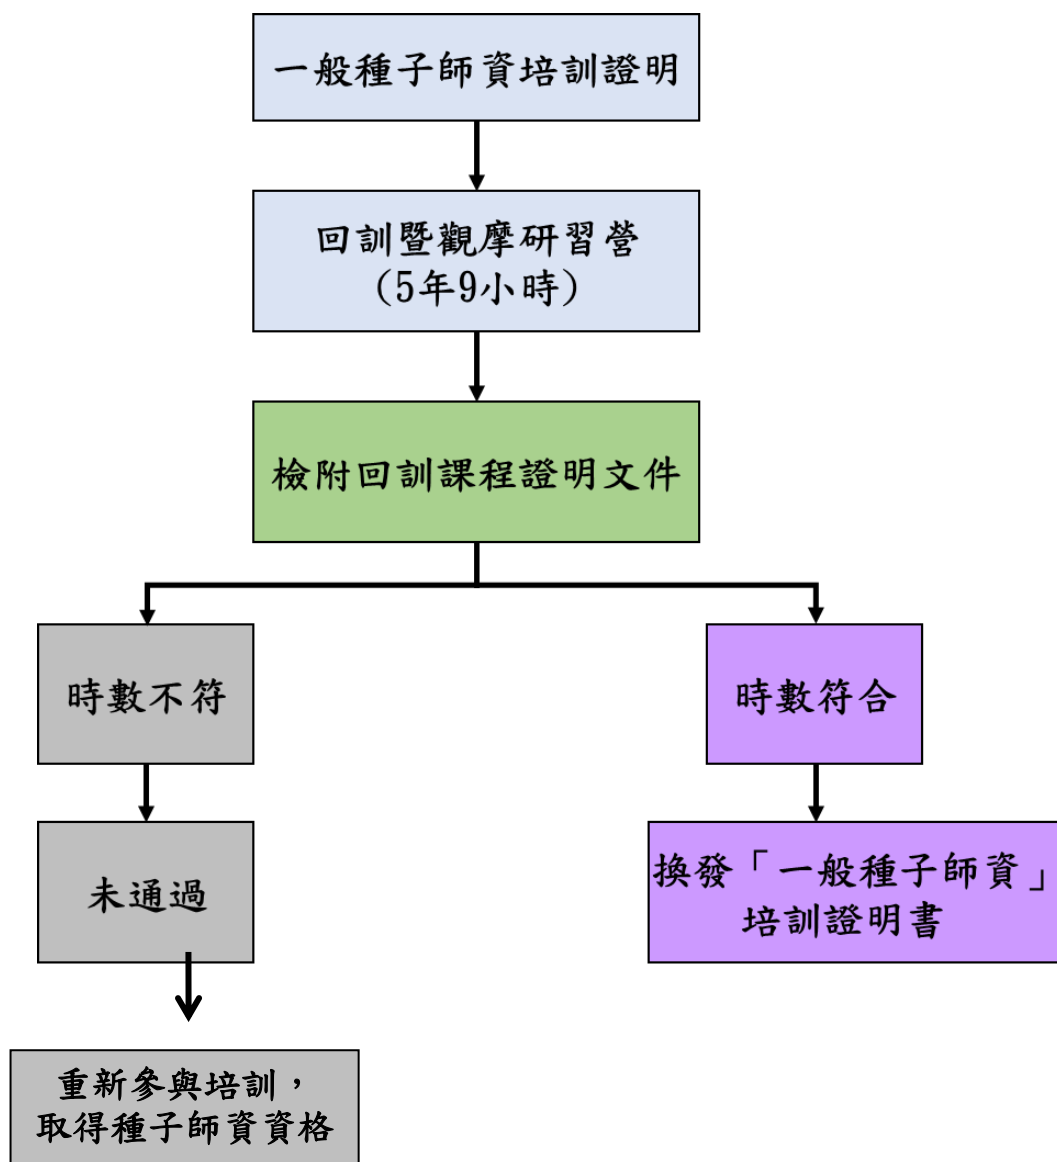 一般種子師資培訓證明
回訓暨觀摩研習營
(5年9小時)
檢附回訓課程證明文件
時數不符
時數符合
未通過
換發「一般種子師資」
培訓證明書
重新參與培訓，
取得種子師資資格